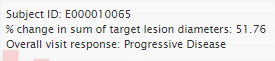 Subject ID: E000010065
% change in sum of target lesion diameters: 51.76
Overall visit response: Progressive Disease